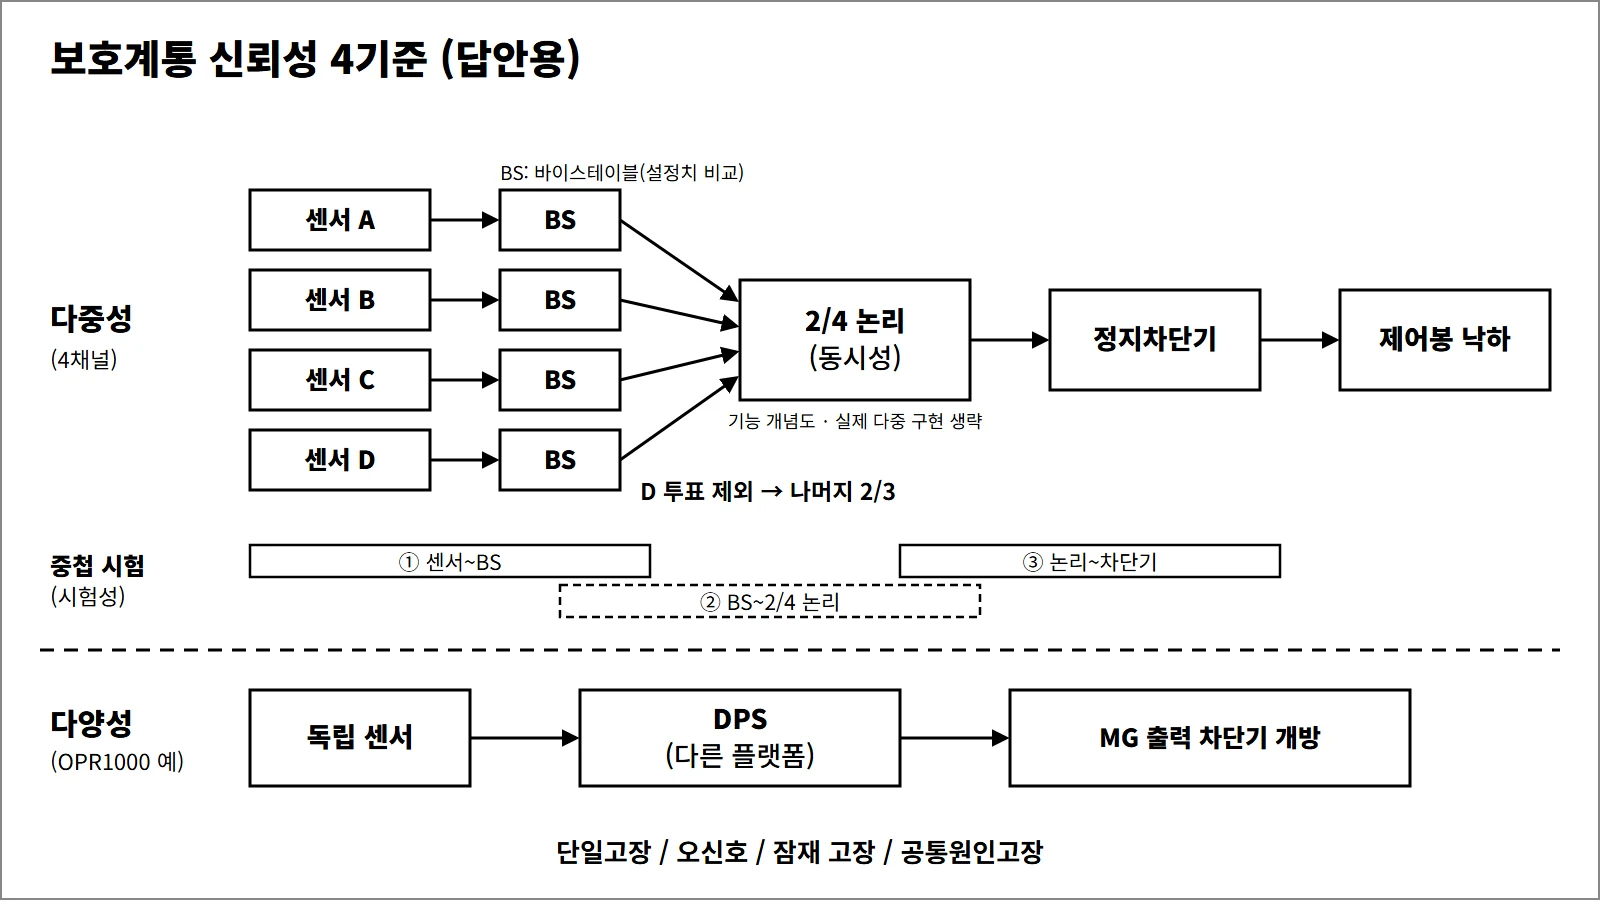 보호계통 신뢰성 4기준 (답안용)
BS: 바이스테이블(설정치 비교)
센서 A
BS
센서 B
BS
센서 C
BS
센서 D
BS
다중성
(4채널)
2/4 논리
(동시성)
정지차단기
제어봉 낙하
기능 개념도 · 실제 다중 구현 생략
D 투표 제외 → 나머지 2/3
중첩 시험
(시험성)
① 센서~BS
② BS~2/4 논리
③ 논리~차단기
다양성
(OPR1000 예)
독립 센서
DPS
(다른 플랫폼)
MG 출력 차단기 개방
단일고장 / 오신호 / 잠재 고장 / 공통원인고장